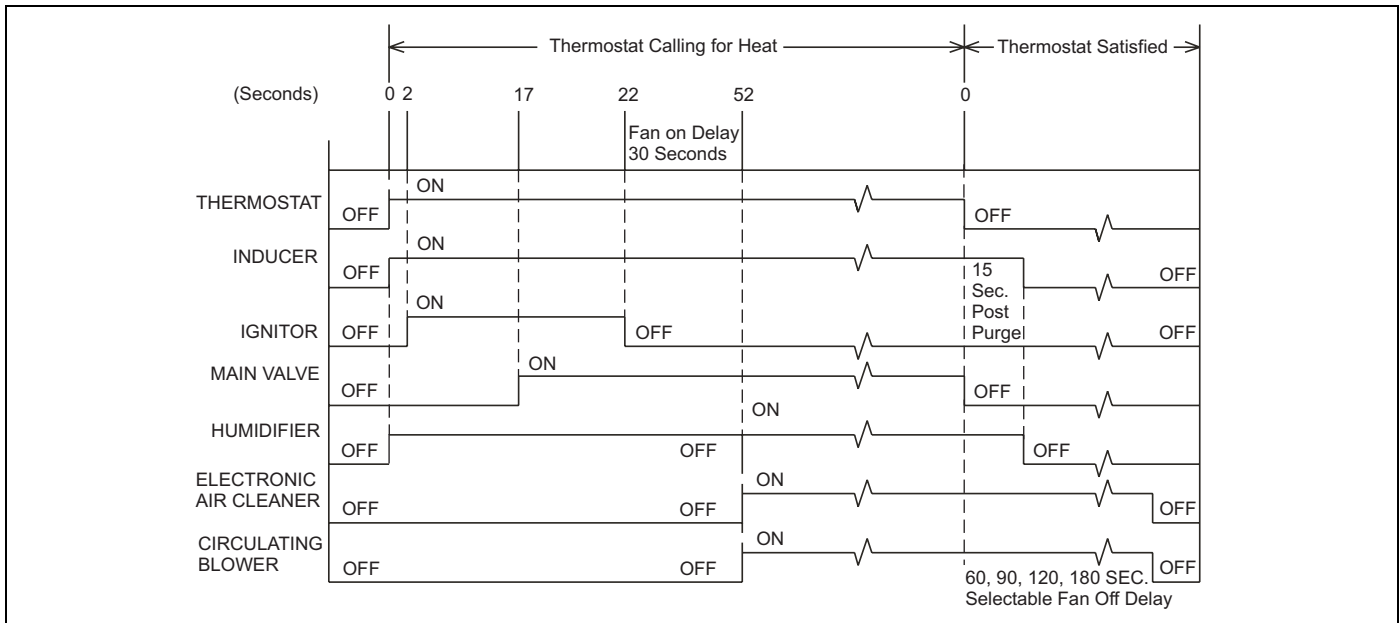 Thermostat Calling for Heat
Thermostat Satisfied
(Seconds) 0 2 17 22 52 0
Fan on Delay
30 Seconds
THERMOSTAT OFF ON OFF
INDUCER OFF ON OFF
15
Sec.
Post
Purge
IGNITOR OFF ON OFF OFF
MAIN VALVE OFF ON OFF
HUMIDIFIER OFF OFF ON OFF
ELECTRONIC
AIR CLEANER OFF OFF ON OFF
CIRCULATING
BLOWER OFF OFF ON OFF
60, 90, 120, 180 SEC.
Selectable Fan Off Delay